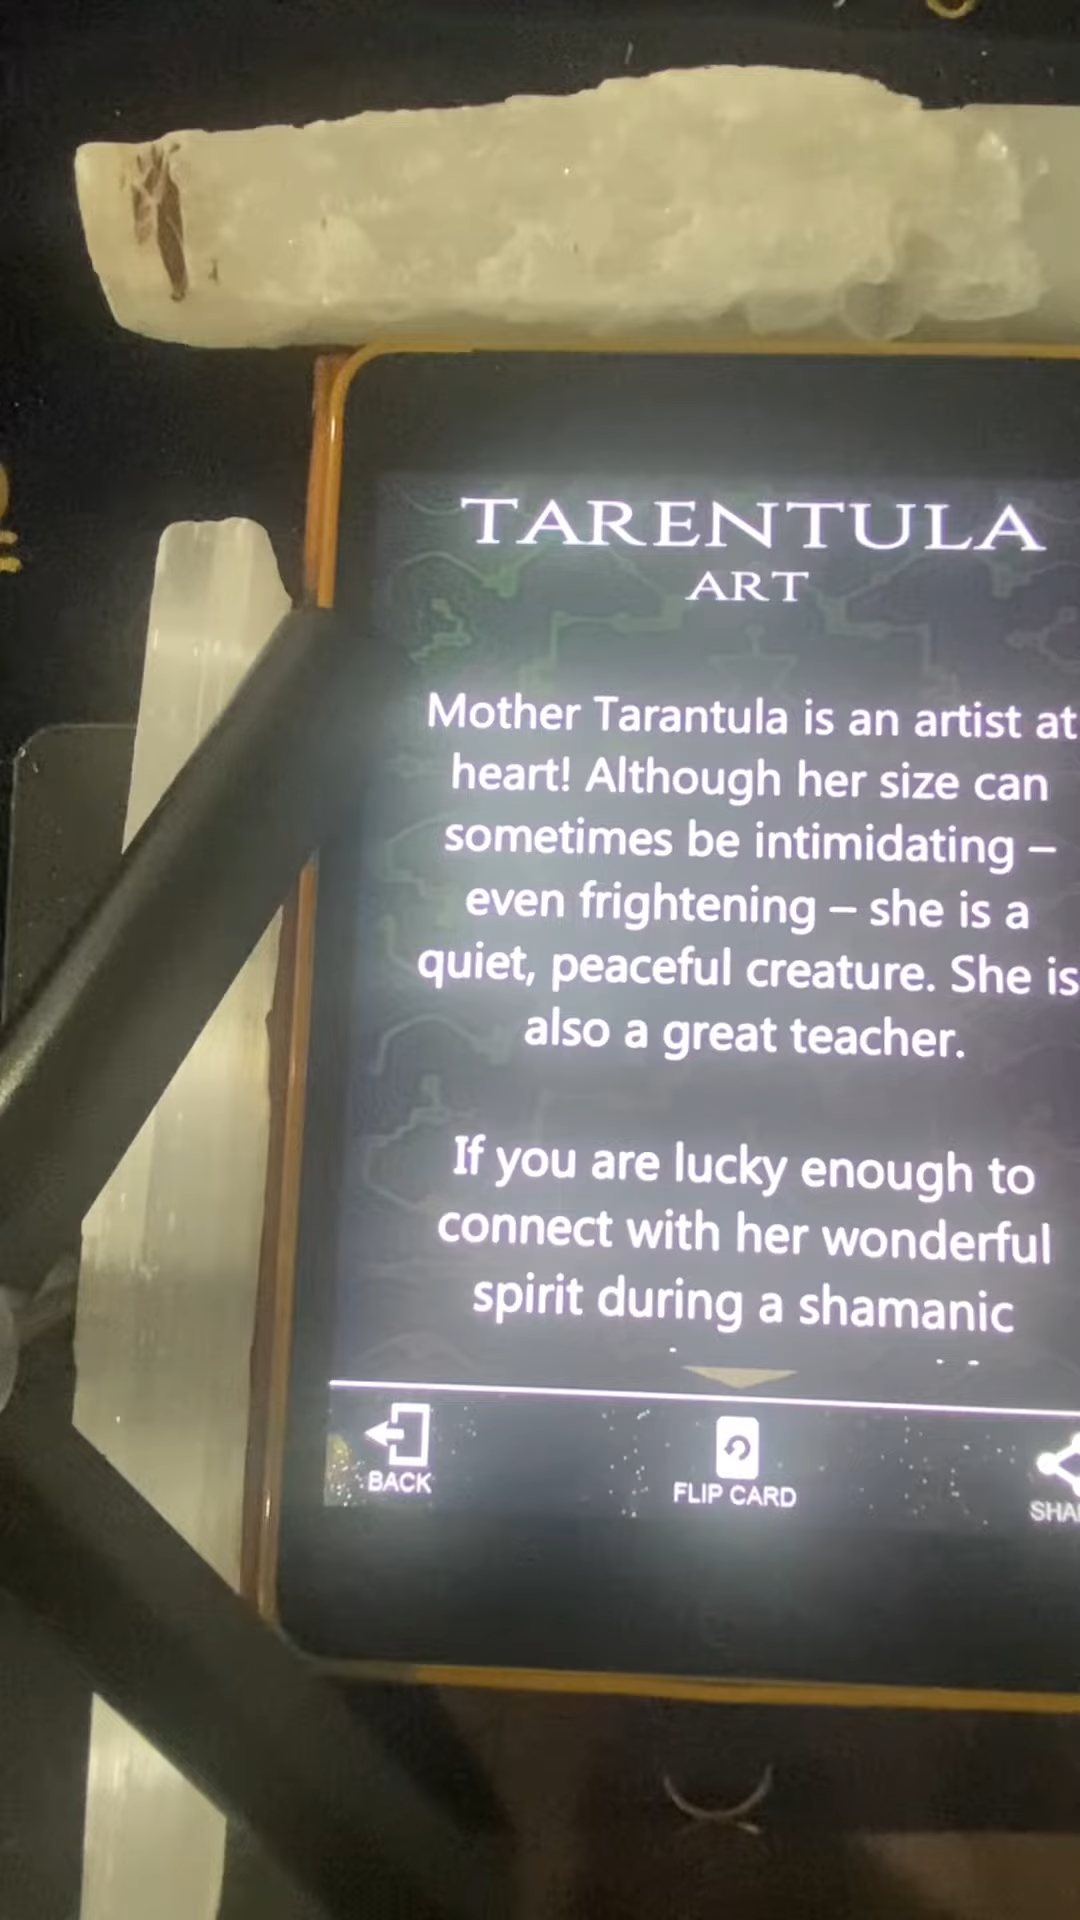 TARENTULA
ART
Mother Tarantula is an artist at
heart! Although her size can
sometimes be intimidating –
even frightening – she is a
quiet, peaceful creature. She is
also a great teacher.
If you are lucky enough to
connect with her wonderful
spirit during a shamanic
BACK
FLIP CARD